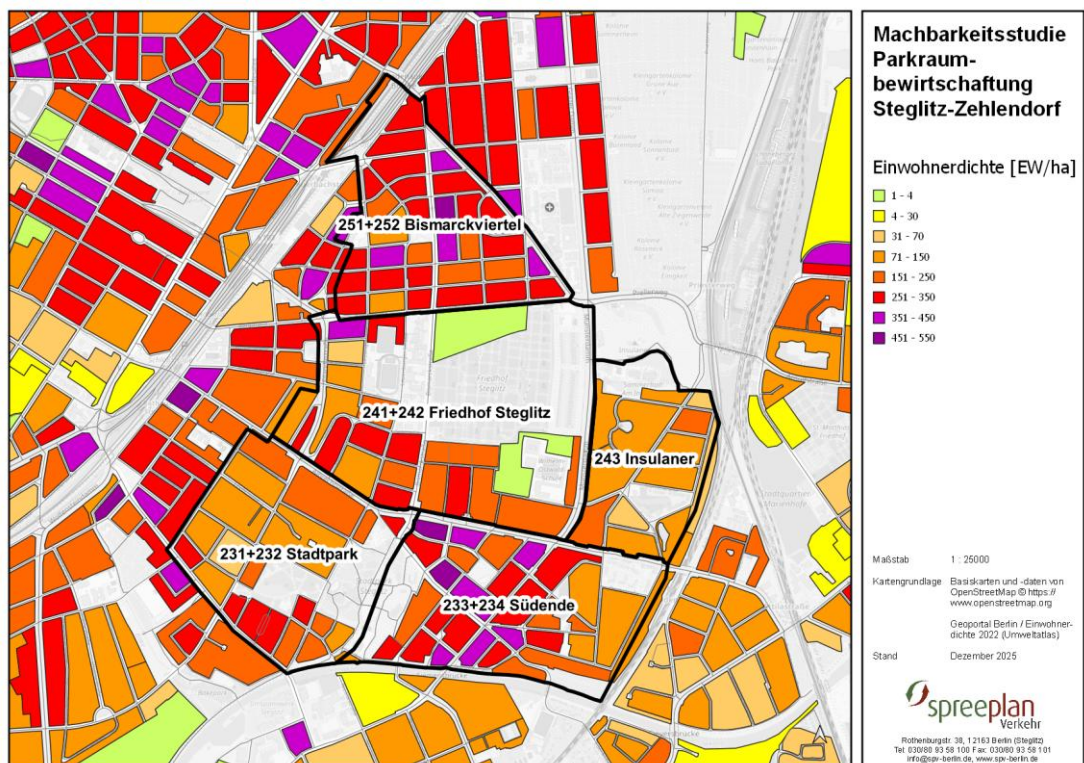 Machbarkeitsstudie
Parkraum-
bewirtschaftung
Steglitz-Zehlendorf
Einwohnerdichte [EW/ha]
1 - 4
4 - 30
31 - 70
71 - 150
151 - 250
251 - 350
351 - 450
451 - 550
251+252 Bismarckviertel
241+242 Friedhof Steglitz
243 Insulaner
231+232 Stadtpark
233+234 Südende
Friedhof
Steglitz
Priesterweg
Maßstab 1 : 25000
Kartengrundlage Basiskarten und -daten von
OpenStreetMap © https://
www.openstreetmap.org
Geoportal Berlin / Einwohner-
dichte 2022 (Umweltatlas)
Stand Dezember 2025
spreeplan
Verkehr
Rothenburgstr. 38, 12163 Berlin (Steglitz)
Tel: 030/80 93 58 100 Fax: 030/80 93 58 101
info@spv-berlin.de, www.spv-berlin.de